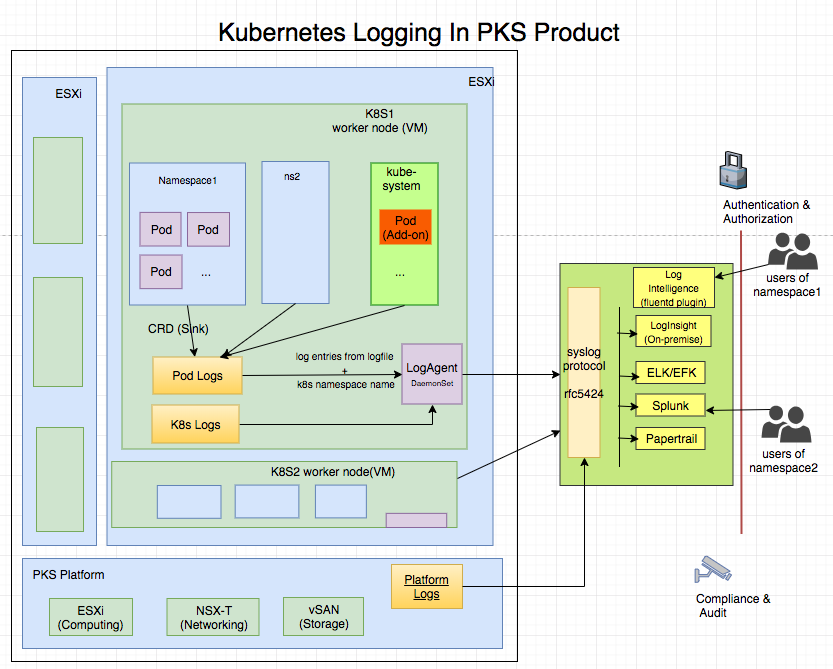 Kubernetes Logging In PKS Product
ESXi
ESXi
K8S1
worker node (VM)
Namespace1
Pod
Pod
Pod
...
ns2
kube-
system
Pod
(Add-on)
...
CRD (Sink)
Pod Logs
K8s Logs
log entries from logfile
+
k8s namespace name
LogAgent
DaemonSet
K8S2 worker node(VM)
PKS Platform
ESXi
(Computing)
NSX-T
(Networking)
vSAN
(Storage)
Platform
Logs
syslog
protocol
rfc5424
Log
Intelligence
(fluentd plugin)
LogInsight
(On-premise)
ELK/EFK
Splunk
Papertrail
Authentication &
Authorization
users of
namespace1
users of
namespace2
Compliance &
Audit